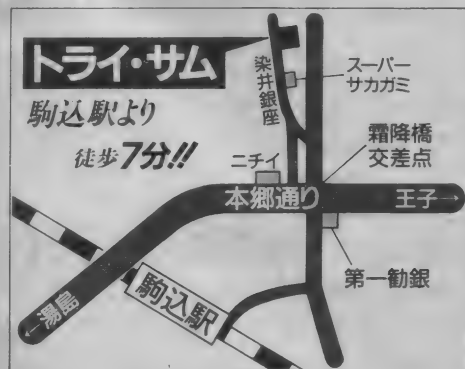 トライ・サム
駒込駅より
徒歩7分!!
染井銀座
スーパー
サカガミ
ニチイ
霜降橋
交差点
本郷通り
王子→
第一勧銀
駒込駅
←湯島